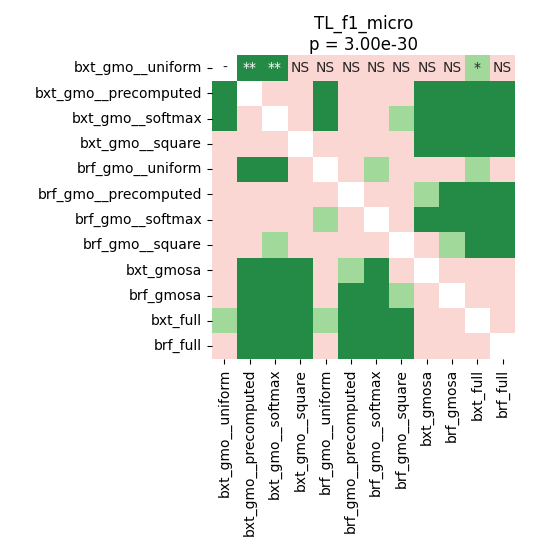 TL_f1_micro
p = 3.00e-30
bxt_gmo__uniform - ** ** NS NS NS NS NS NS NS * NS
bxt_gmo__precomputed
bxt_gmo__softmax
bxt_gmo__square
brf_gmo__uniform
brf_gmo__precomputed
brf_gmo__softmax
brf_gmo__square
bxt_gmosa
brf_gmosa
bxt_full
brf_full
bxt_gmo__uniform
bxt_gmo__precomputed
bxt_gmo__softmax
bxt_gmo__square
brf_gmo__uniform
brf_gmo__precomputed
brf_gmo__softmax
brf_gmo__square
bxt_gmosa
brf_gmosa
bxt_full
brf_full